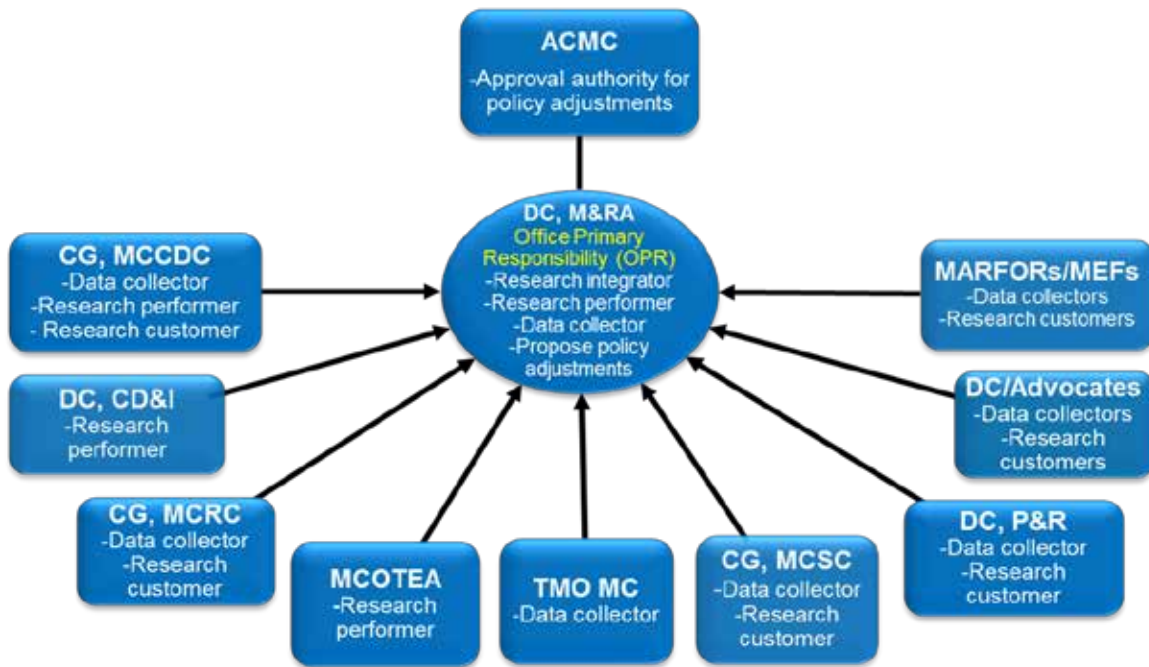 ACMC
-Approval authority for
policy adjustments
DC, M&RA
Office Primary
Responsibility (OPR)
-Research integrator
-Research performer
-Data collector
-Propose policy
adjustments
CG, MCCDC
-Data collector
-Research performer
- Research customer
DC, CD&I
-Research
performer
CG, MCRC
-Data collector
-Research
customer
MCOTEA
-Research
performer
TMO MC
-Data collector
CG, MCSC
-Data collector
-Research
customer
DC, P&R
-Data collector
-Research
customer
DC/Advocates
-Data collectors
-Research
customers
MARFORs/MEFs
-Data collectors
-Research customers